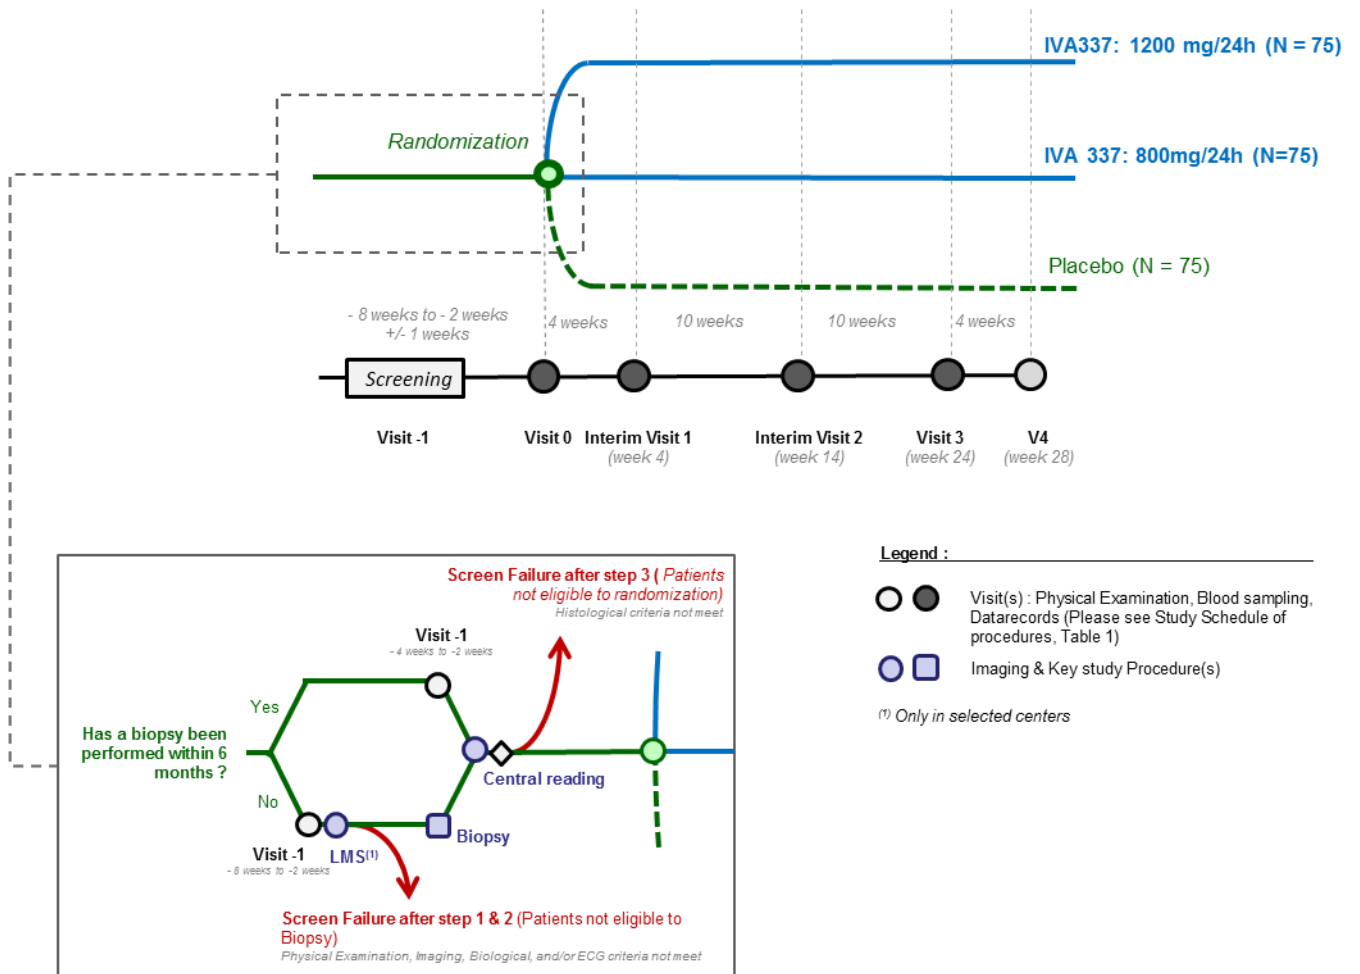 IVA337: 1200 mg/24h (N = 75)
Randomization
IVA 337: 800mg/24h (N=75)
Placebo (N = 75)
- 8 weeks to - 2 weeks
+/- 1 weeks
4 weeks
10 weeks
10 weeks
4 weeks
Screening
Visit -1
Visit 0
Interim Visit 1
(week 4)
Interim Visit 2
(week 14)
Visit 3
(week 24)
V4
(week 28)
Legend :
Visit(s) : Physical Examination, Blood sampling,
Datarecords (Please see Study Schedule of
procedures, Table 1)
Imaging & Key study Procedure(s)
(1) Only in selected centers
Screen Failure after step 3 ( Patients
not eligible to randomization)
Histological criteria not meet
Visit -1
- 4 weeks to -2 weeks
Yes
Has a biopsy been
performed within 6
months ?
No
Central reading
Biopsy
Visit -1
- 6 weeks to -2 weeks
LMS(1)
Screen Failure after step 1 & 2 (Patients not eligible to
Biopsy)
Physical Examination, Imaging, Biological, and/or ECG criteria not meet